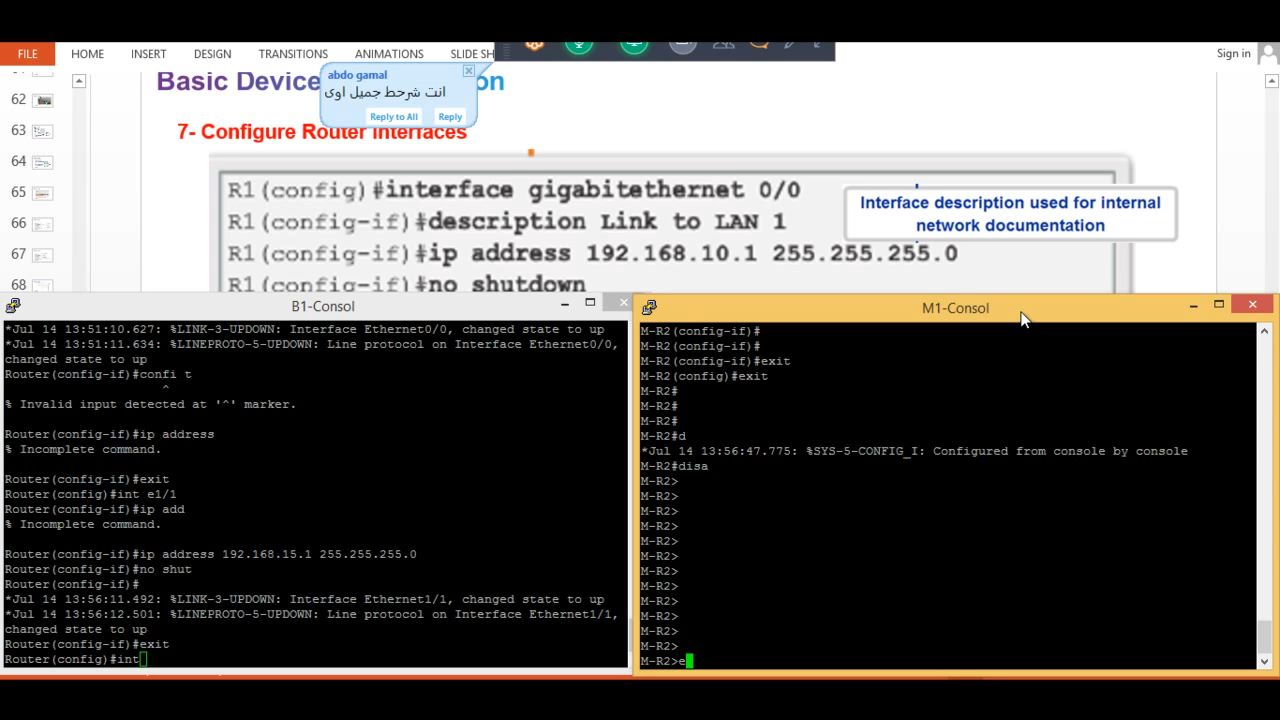 FILE HOME INSERT DESIGN TRANSITIONS ANIMATIONS SLIDE SH Sign in
abdo gamal
انت شرحط جميل اوى
Reply to All Reply
62
63
64
65
66
67
68
Basic Devic on
7- Configure Router Interfaces
R1(config)#interface gigabitethernet 0/0
R1(config-if)#description Link to LAN 1
R1(config-if)#ip address 192.168.10.1 255.255.255.0
R1(config-if)#no shutdown
Interface description used for internal
network documentation
B1-Consol
*Jul 14 13:51:10.627: %LINK-3-UPDOWN: Interface Ethernet0/0, changed state to up
*Jul 14 13:51:11.634: %LINEPROTO-5-UPDOWN: Line protocol on Interface Ethernet0/0,
changed state to up
Router(config-if)#confi t
^
% Invalid input detected at '^' marker.
Router(config-if)#ip address
% Incomplete command.
Router(config-if)#exit
Router(config)#int e1/1
Router(config-if)#ip add
% Incomplete command.
Router(config-if)#ip address 192.168.15.1 255.255.255.0
Router(config-if)#no shut
Router(config-if)#
*Jul 14 13:56:11.492: %LINK-3-UPDOWN: Interface Ethernet1/1, changed state to up
*Jul 14 13:56:12.501: %LINEPROTO-5-UPDOWN: Line protocol on Interface Ethernet1/1,
changed state to up
Router(config-if)#exit
Router(config)#int
M1-Consol
M-R2(config-if)#
M-R2(config-if)#
M-R2(config-if)#exit
M-R2(config)#exit
M-R2#
M-R2#
M-R2#
M-R2#d
*Jul 14 13:56:47.775: %SYS-5-CONFIG_I: Configured from console by console
M-R2#disa
M-R2>
M-R2>
M-R2>
M-R2>
M-R2>
M-R2>
M-R2>
M-R2>
M-R2>
M-R2>
M-R2>
M-R2>
M-R2>e